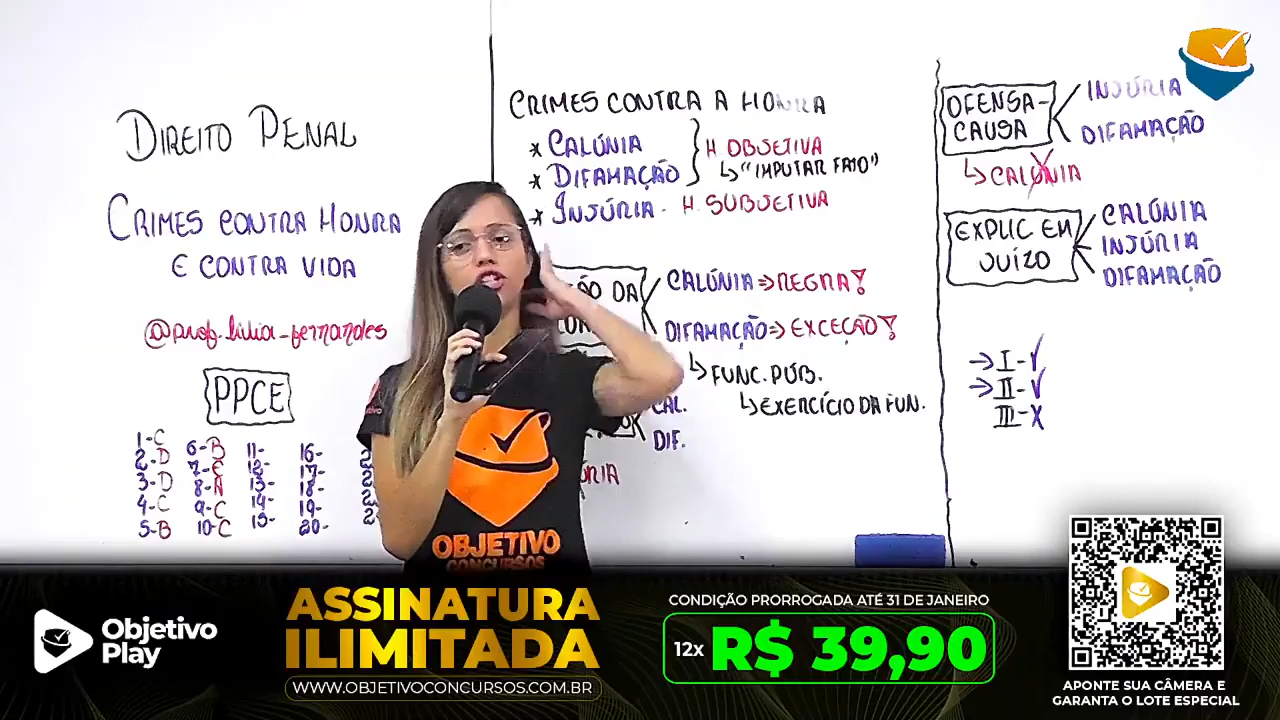 DIREITO PENAL
CRIMES CONTRA HONRA
E CONTRA VIDA
@prof.lilia_fernandes
PPCE
1-C
2-D
3-D
4-C
5-B
6-B
7-E
8-A
9-C
10-C
11-
12-
13-
14-
15-
16-
17-
18-
19-
20-
CRIMES CONTRA A HONRA
* CALÚNIA
* DIFAMAÇÃO
H OBJETIVA
"IMPUTAR FATO"
* INJÚRIA - H. SUBJETIVA
DA
CALÚNIA => REGRA!
DIFAMAÇÃO => EXCEÇÃO!
FUNC. PÚB.
EXERCÍCIO DA FUN.
CAL.
DIF.
OFENSA-
CAUSA
INJÚRIA
DIFAMAÇÃO
CALÚNIA
EXPLIC EM
JUÍZO
CALÚNIA
INJÚRIA
DIFAMAÇÃO
I-✓
II-✓
III-X
OBJETIVO
CONCURSOS
Objetivo
Play
ASSINATURA
ILIMITADA
WWW.OBJETIVOCONCURSOS.COM.BR
CONDIÇÃO PRORROGADA ATÉ 31 DE JANEIRO
12x R$ 39,90
APONTE SUA CÂMERA E
GARANTA O LOTE ESPECIAL